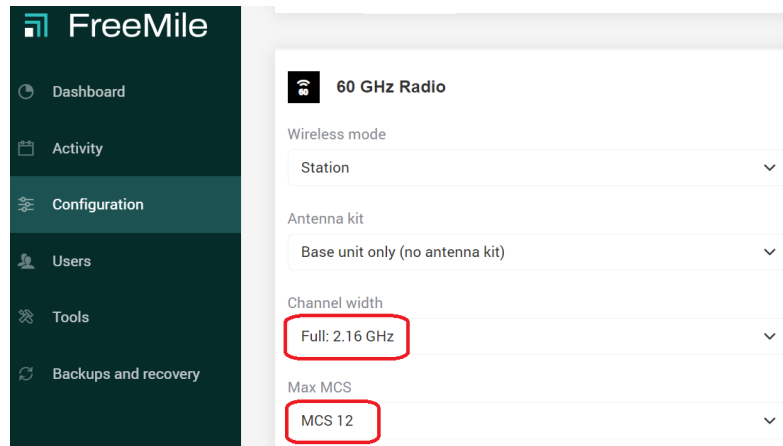 FreeMile
Dashboard
Activity
Configuration
Users
Tools
Backups and recovery
60
60 GHz Radio
Wireless mode
Station
Antenna kit
Base unit only (no antenna kit)
Channel width
Full: 2.16 GHz
Max MCS
MCS 12